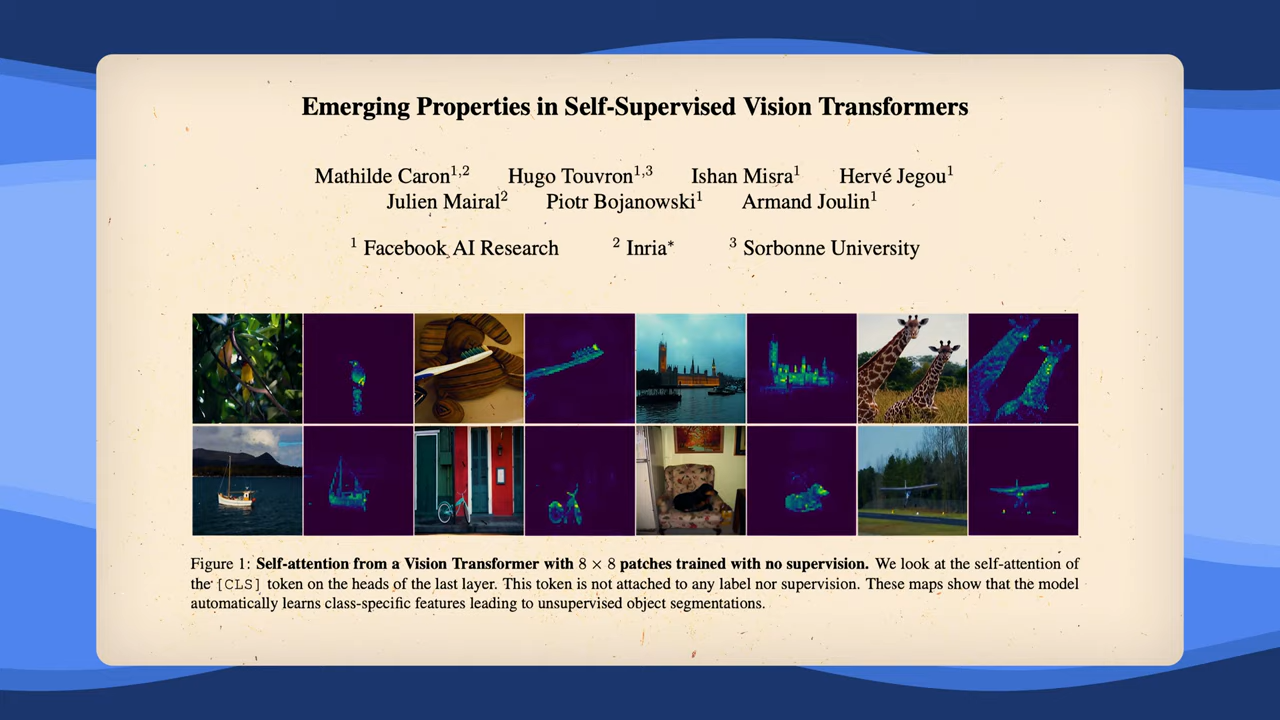 Emerging Properties in Self-Supervised Vision Transformers
Mathilde Caron1,2 Hugo Touvron1,3 Ishan Misra1 Hervé Jegou1
Julien Mairal2 Piotr Bojanowski1 Armand Joulin1
1 Facebook AI Research 2 Inria* 3 Sorbonne University
Figure 1: Self-attention from a Vision Transformer with 8 × 8 patches trained with no supervision. We look at the self-attention of
the [CLS] token on the heads of the last layer. This token is not attached to any label nor supervision. These maps show that the model
automatically learns class-specific features leading to unsupervised object segmentations.